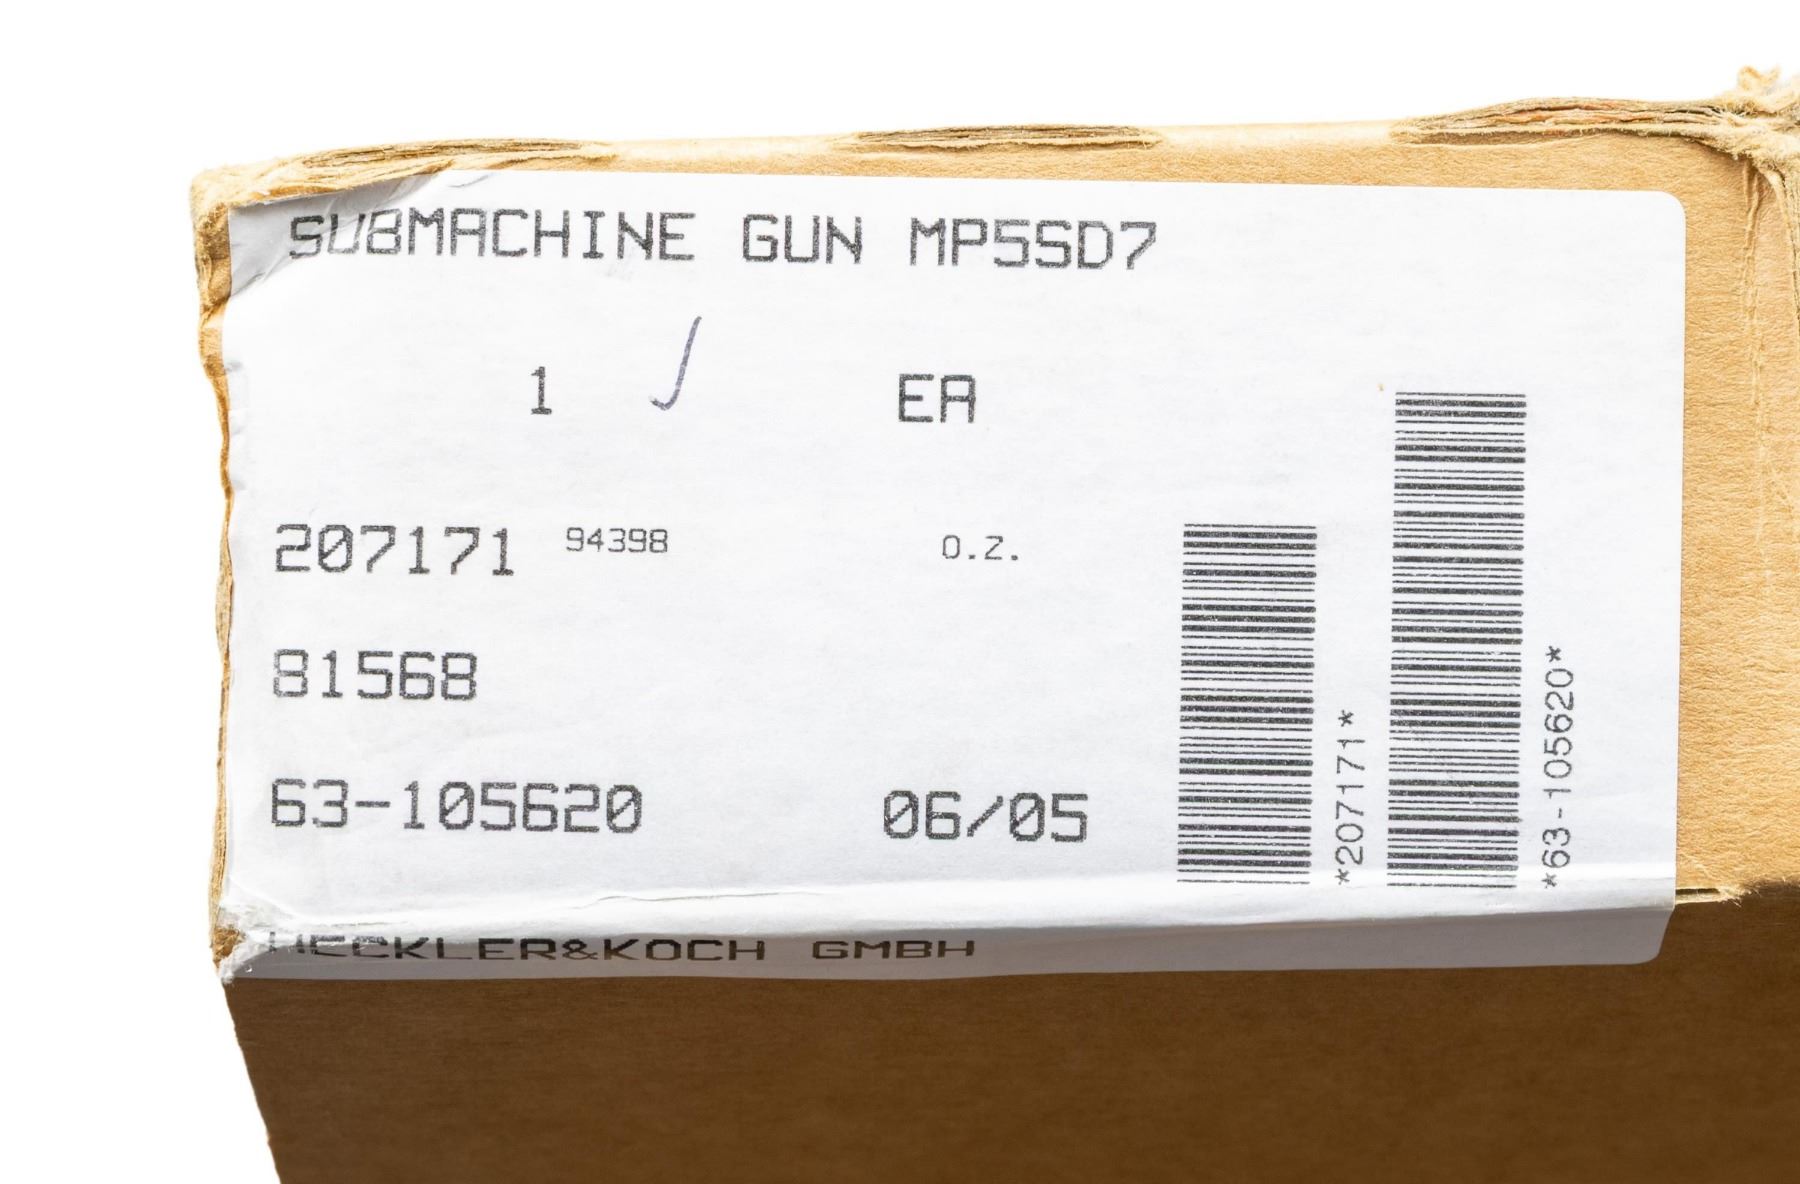 SUBMACHINE GUN MP5SD7
1 EA
207171 94398 O.Z.
81568
63-105620 06/05
HECKLER&KOCH GMBH
*207171*
*63-105620*